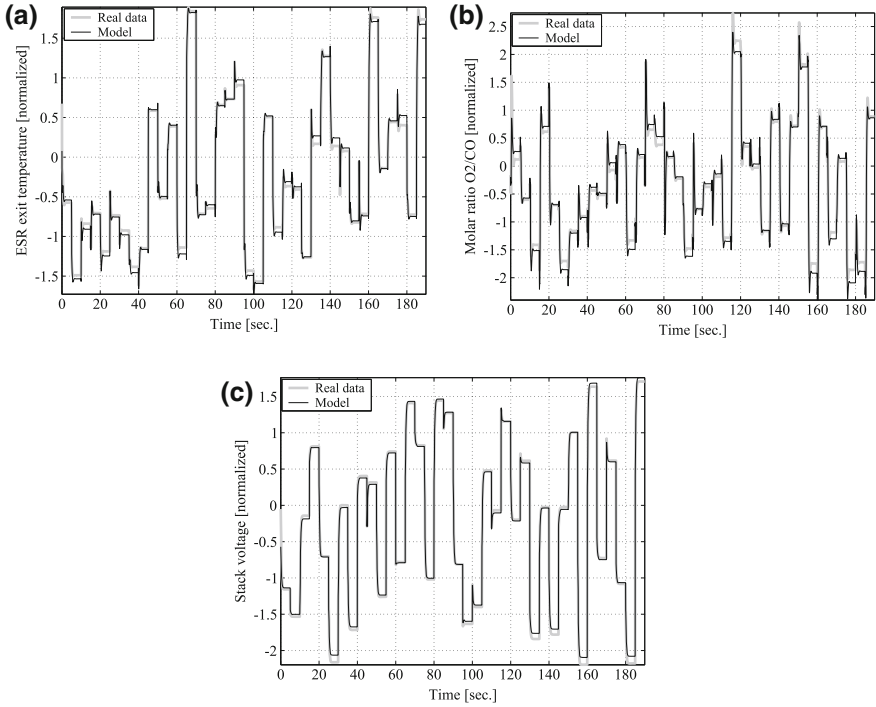 (a)
Real data
Model
ESR exit temperature [normalized]
1.5
1
0.5
0
-0.5
-1
-1.5
0 20 40 60 80 100 120 140 160 180
Time [sec.]
(b)
Real data
Model
Molar ratio O2/CO [normalized]
2.5
2
1.5
1
0.5
0
-0.5
-1
-1.5
-2
0 20 40 60 80 100 120 140 160 180
Time [sec.]
(c)
Real data
Model
Stack voltage [normalized]
1.5
1
0.5
0
-0.5
-1
-1.5
-2
0 20 40 60 80 100 120 140 160 180
Time [sec.]